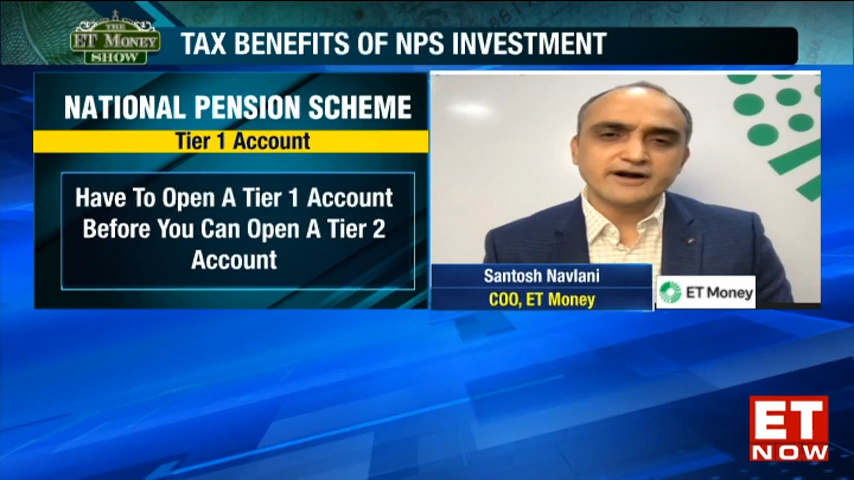 THE
ET MONEY
SHOW
TAX BENEFITS OF NPS INVESTMENT
NATIONAL PENSION SCHEME
Tier 1 Account
Have To Open A Tier 1 Account
Before You Can Open A Tier 2
Account
Santosh Navlani
COO, ET Money
ET Money
ET
NOW